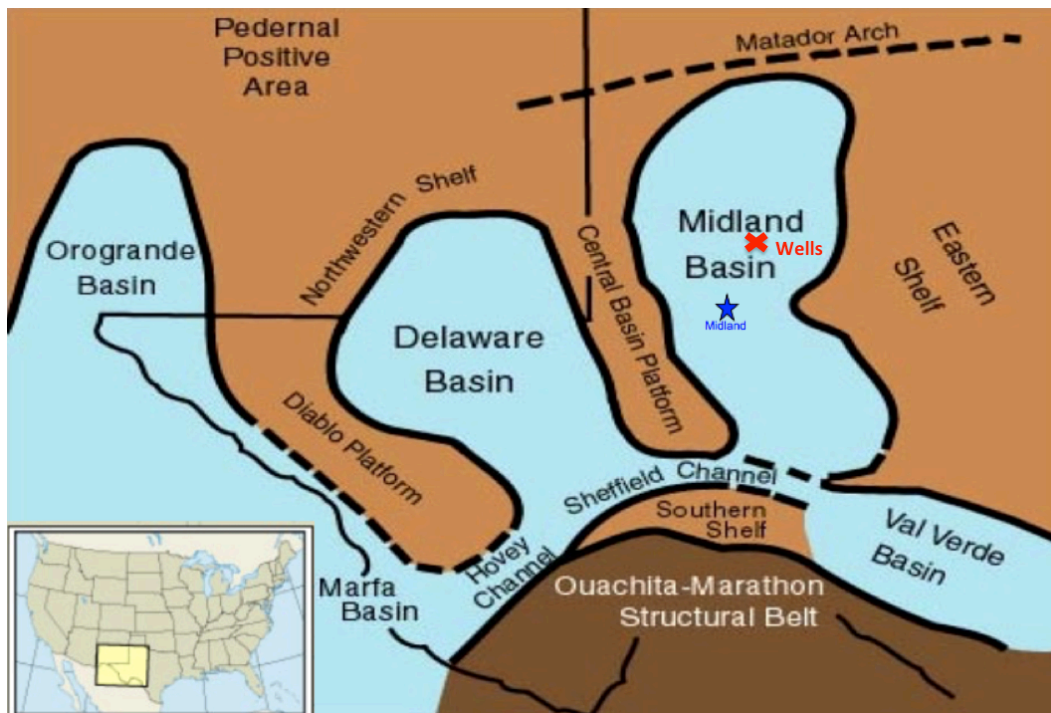 Pedernal
Positive
Area
Matador Arch
Northwestern Shelf
Orogrande
Basin
Midland
Basin
Wells
Midland
Central Basin Platform
Eastern
Shelf
Delaware
Basin
Diablo Platform
Sheffield Channel
Southern
Shelf
Val Verde
Basin
Hovey
Channel
Marfa
Basin
Ouachita-Marathon
Structural Belt